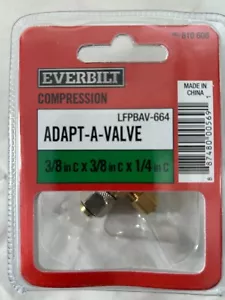 EVERBILT
MADE IN
CHINA
COMPRESSION
LFPBAV-664
ADAPT-A-VALVE
3/8 in C x 3/8 in C x 1/4 in C